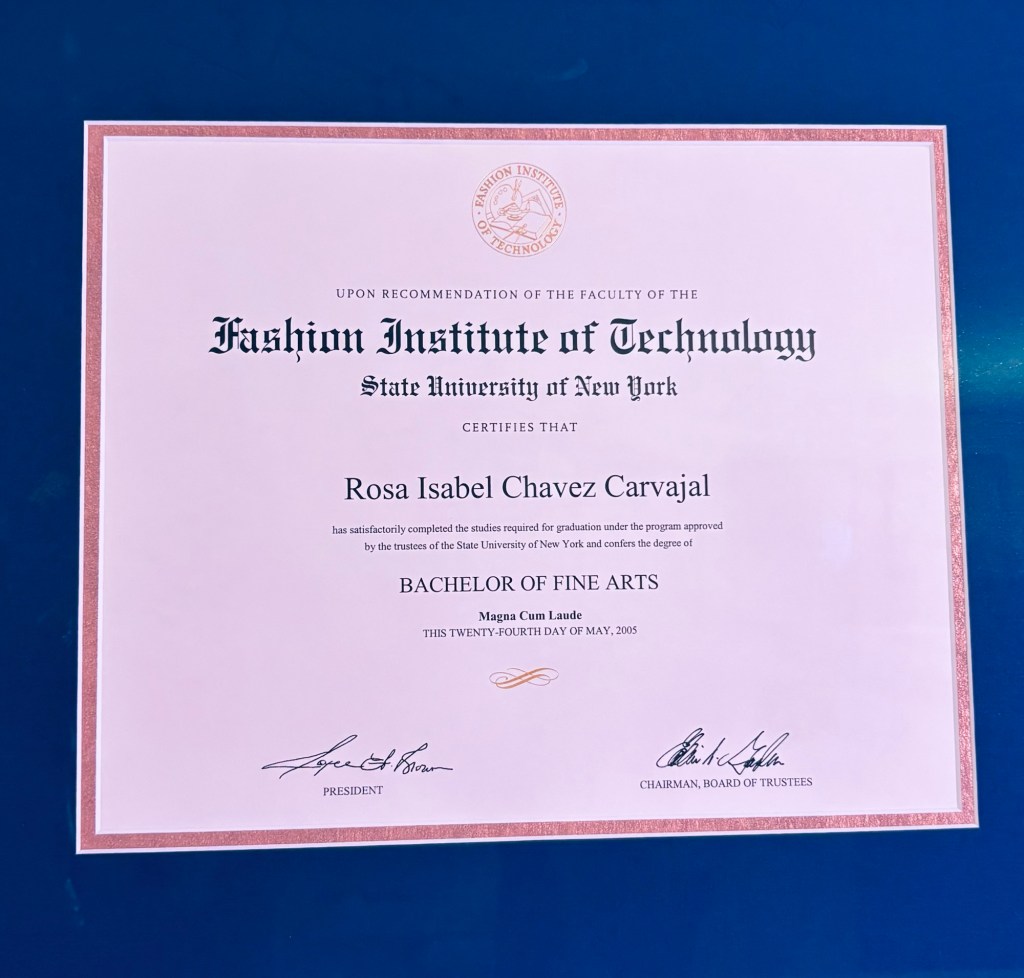 FASHION INSTITUTE
OF TECHNOLOGY
UPON RECOMMENDATION OF THE FACULTY OF THE
Fashion Institute of Technology
State University of New York
CERTIFIES THAT
Rosa Isabel Chavez Carvajal
has satisfactorily completed the studies required for graduation under the program approved
by the trustees of the State University of New York and confers the degree of
BACHELOR OF FINE ARTS
Magna Cum Laude
THIS TWENTY-FOURTH DAY OF MAY, 2005
Joyce F. Brown
PRESIDENT
CHAIRMAN, BOARD OF TRUSTEES